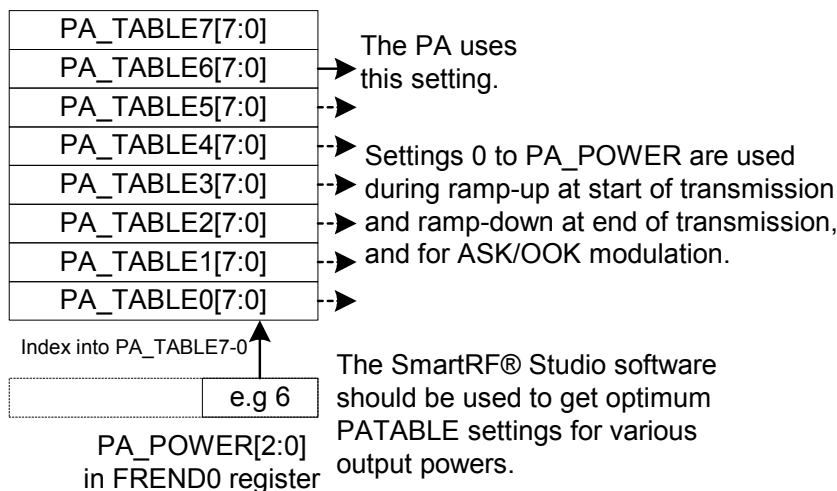 PA_TABLE7[7:0]
PA_TABLE6[7:0]
PA_TABLE5[7:0]
PA_TABLE4[7:0]
PA_TABLE3[7:0]
PA_TABLE2[7:0]
PA_TABLE1[7:0]
PA_TABLE0[7:0]
The PA uses
this setting.
Settings 0 to PA_POWER are used
during ramp-up at start of transmission
and ramp-down at end of transmission,
and for ASK/OOK modulation.
Index into PA_TABLE7-0
e.g 6
PA_POWER[2:0]
in FREND0 register
The SmartRF® Studio software
should be used to get optimum
PATABLE settings for various
output powers.